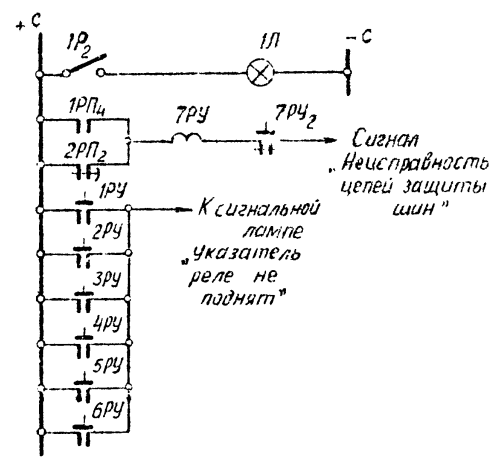 + С
- С
1Р₂
1Л
1РП₄
7РУ
7РУ₂
2РП₂
Сигнал
„Неисправность
цепей защиты
шин"
1РУ
К сигнальной
лампе
„Указатель
реле не
поднят"
2РУ
3РУ
4РУ
5РУ
6РУ